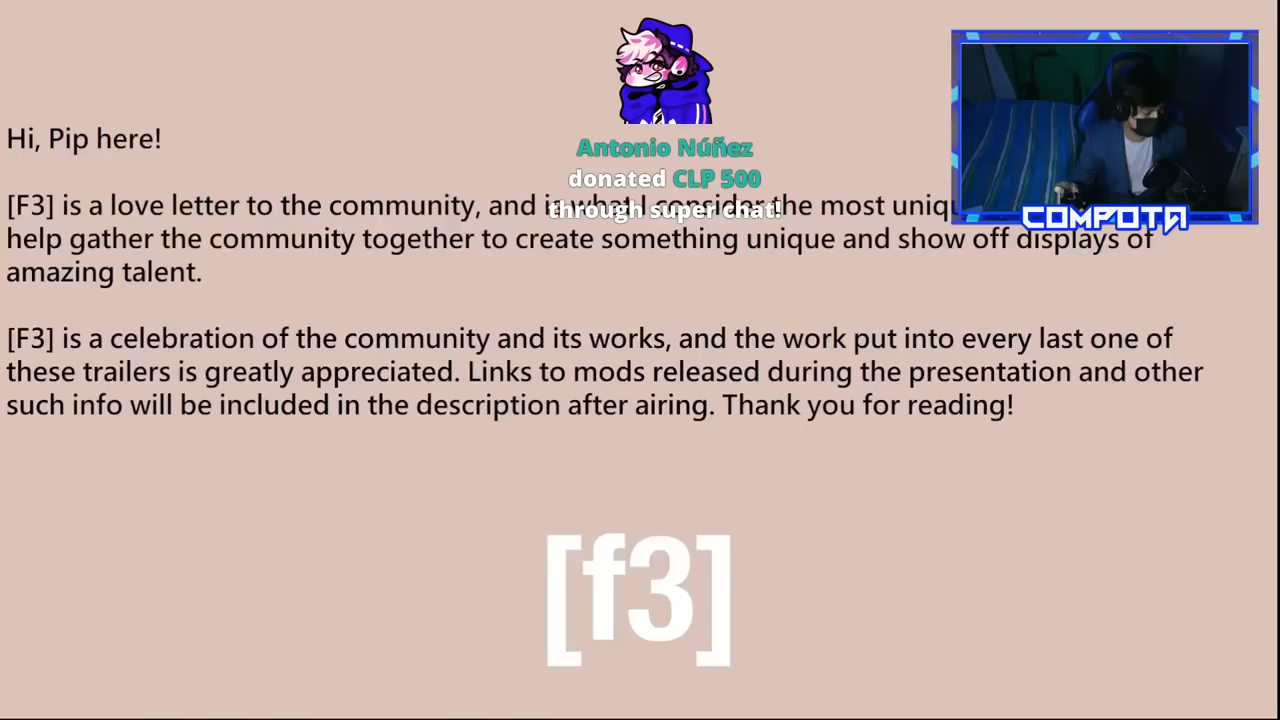 Hi, Pip here!
Antonio Núñez
donated CLP 500
through super chat!
COMPOTA
[F3] is a love letter to the community, and is what I consider the most uniq
help gather the community together to create something unique and show off displays of
amazing talent.
[F3] is a celebration of the community and its works, and the work put into every last one of
these trailers is greatly appreciated. Links to mods released during the presentation and other
such info will be included in the description after airing. Thank you for reading!
[f3]